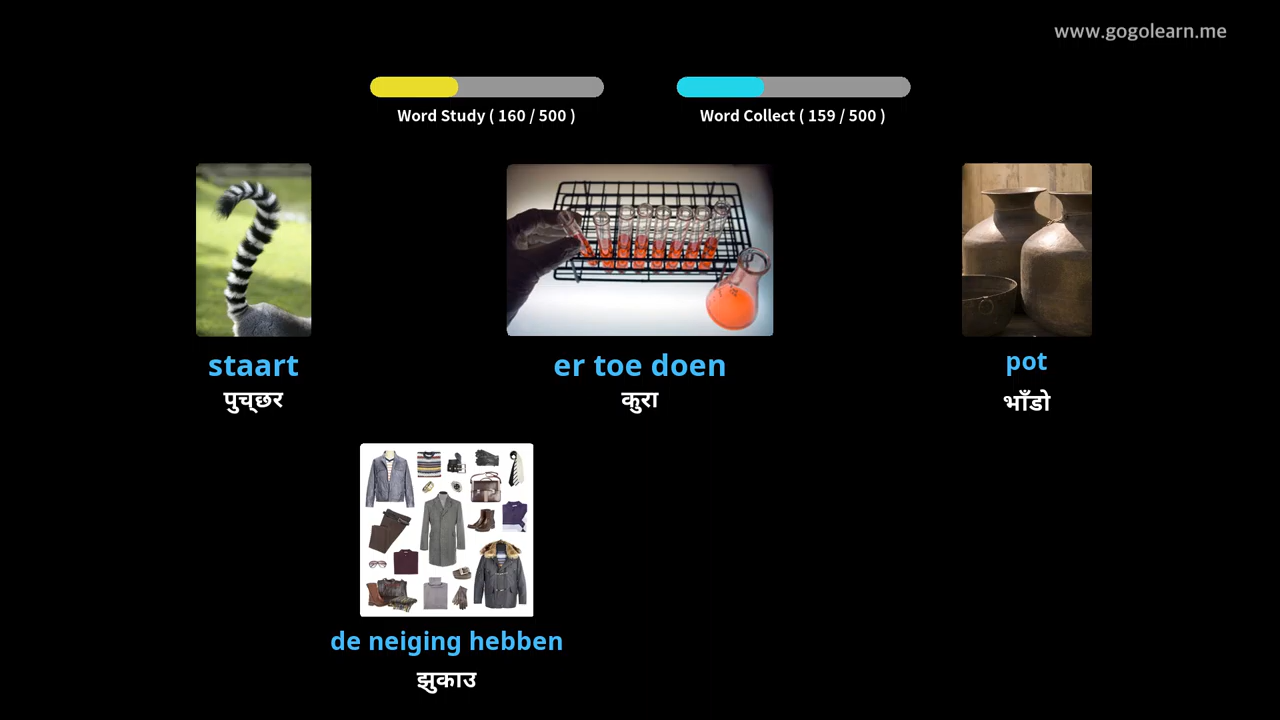 www.gogolearn.me
Word Study ( 160 / 500 )
Word Collect ( 159 / 500 )
staart
पुच्छर
er toe doen
कुरा
pot
भाँडो
de neiging hebben
झुकाउ